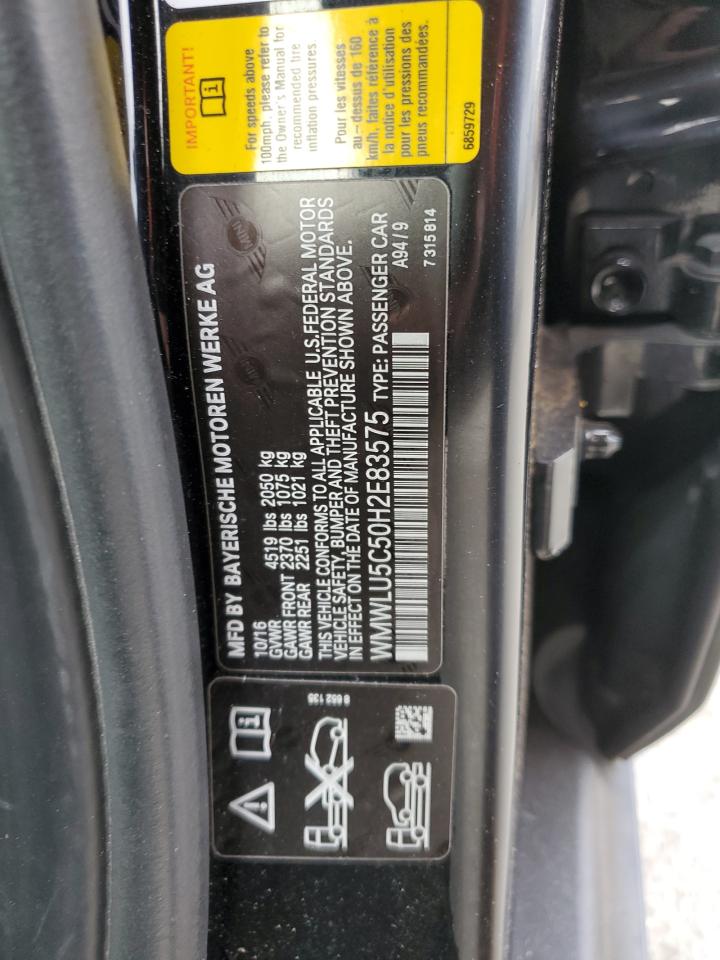 IMPORTANT!
For speeds above
100mph, please refer to
the Owner's Manual for
recommended tire
inflation pressures
Pour les vitesses
au-dessus de 160
km/h, faites référence à
la notice d'utilisation
pour les pressions des
pneus recommandées.
6859729
MINI
MFD BY BAYERISCHE MOTOREN WERKE AG
10/16
GVWR 4519 lbs 2050 kg
GAWR FRONT 2370 lbs 1075 kg
GAWR REAR 2251 lbs 1021 kg
THIS VEHICLE CONFORMS TO ALL APPLICABLE U.S.FEDERAL MOTOR
VEHICLE SAFETY, BUMPER AND THEFT PREVENTION STANDARDS
IN EFFECT ON THE DATE OF MANUFACTURE SHOWN ABOVE.
WMWLU5C50H2E83575 TYPE: PASSENGER CAR
A94/9
7315814
8 652 135